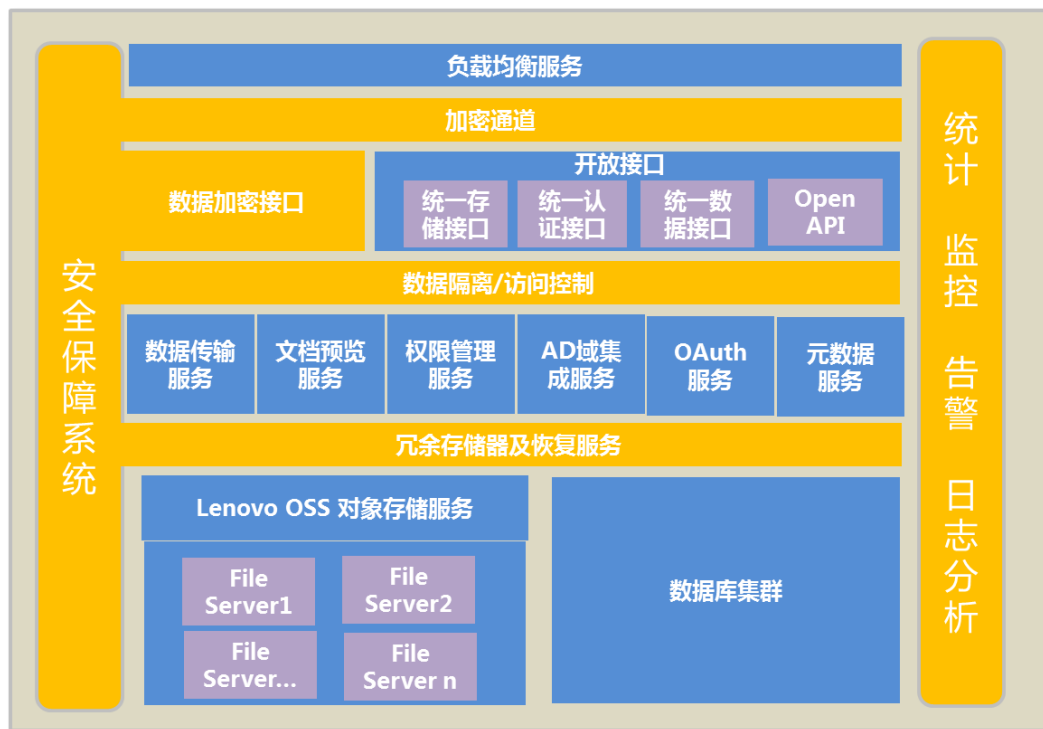 安全保障系统
负载均衡服务
加密通道
数据加密接口
开放接口
统一存
储接口
统一认
证接口
统一数
据接口
Open
API
数据隔离/访问控制
数据传输
服务
文档预览
服务
权限管理
服务
AD域集
成服务
OAuth
服务
元数据
服务
冗余存储器及恢复服务
Lenovo OSS 对象存储服务
File
Server1
File
Server2
File
Server...
File
Server n
数据库集群
统计 监控 告警 日志分析